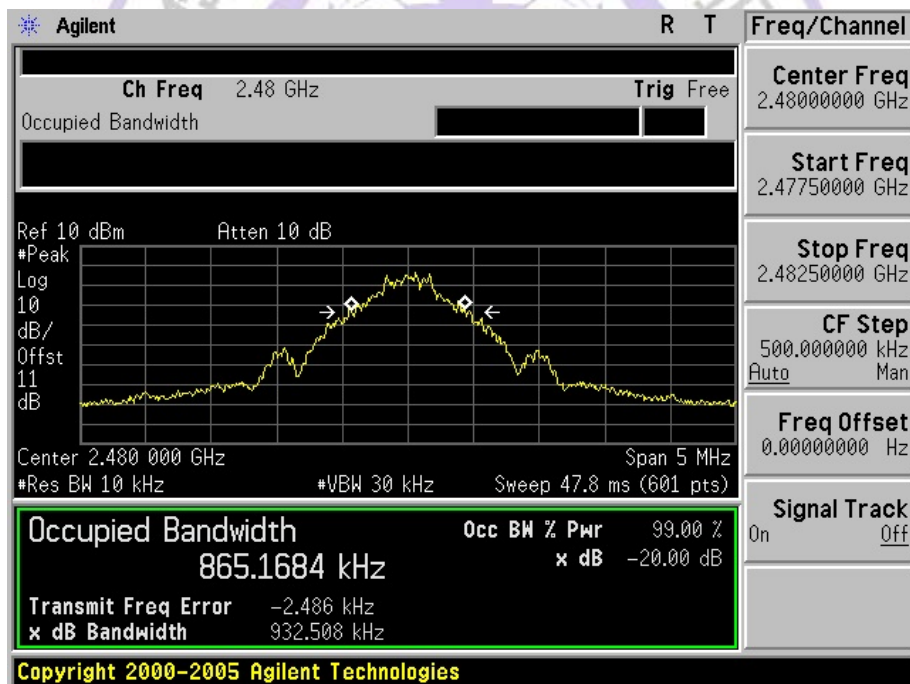 Agilent
R T
Freq/Channel
Ch Freq 2.48 GHz
Trig Free
Occupied Bandwidth
Center Freq
2.48000000 GHz
Start Freq
2.47750000 GHz
Stop Freq
2.48250000 GHz
CF Step
500.000000 kHz
Auto Man
Freq Offset
0.00000000 Hz
Signal Track
On Off
Ref 10 dBm
Atten 10 dB
#Peak
Log
10
dB/
Offst
11
dB
Center 2.480 000 GHz
Span 5 MHz
#Res BW 10 kHz
#VBW 30 kHz
Sweep 47.8 ms (601 pts)
Occupied Bandwidth
865.1684 kHz
Occ BW % Pwr 99.00 %
x dB -20.00 dB
Transmit Freq Error -2.486 kHz
x dB Bandwidth 932.508 kHz
Copyright 2000-2005 Agilent Technologies